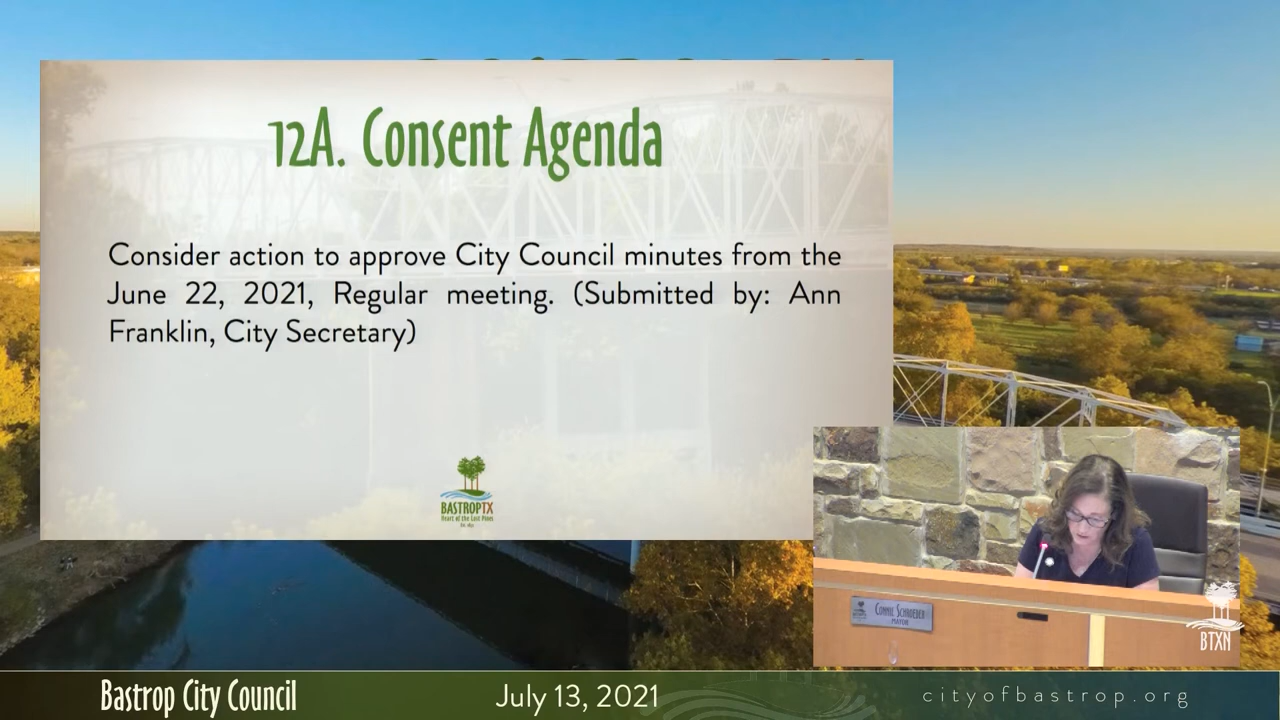 12A. Consent Agenda
Consider action to approve City Council minutes from the
June 22, 2021, Regular meeting. (Submitted by: Ann
Franklin, City Secretary)
BASTROPTX
Heart of the Lost Pines
CONNIE SCHROEDER
MAYOR
BTXN
Bastrop City Council
July 13, 2021
cityofbastrop.org